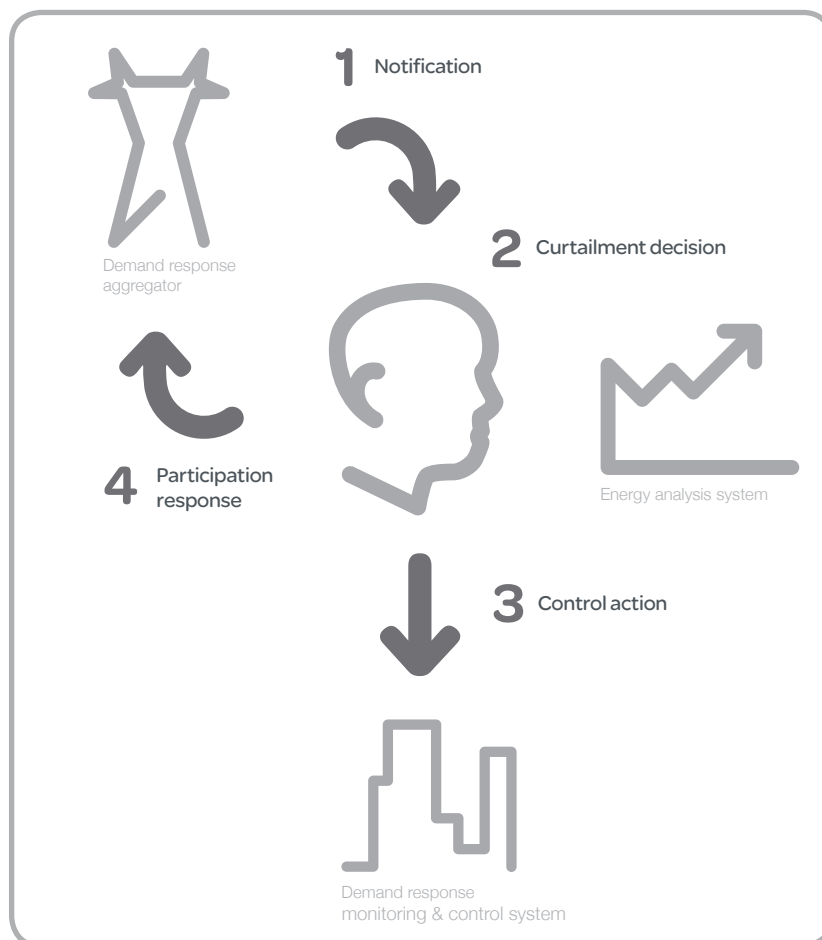 1 Notification
2 Curtailment decision
Demand response
aggregator
4 Participation
response
Energy analysis system
3 Control action
Demand response
monitoring & control system